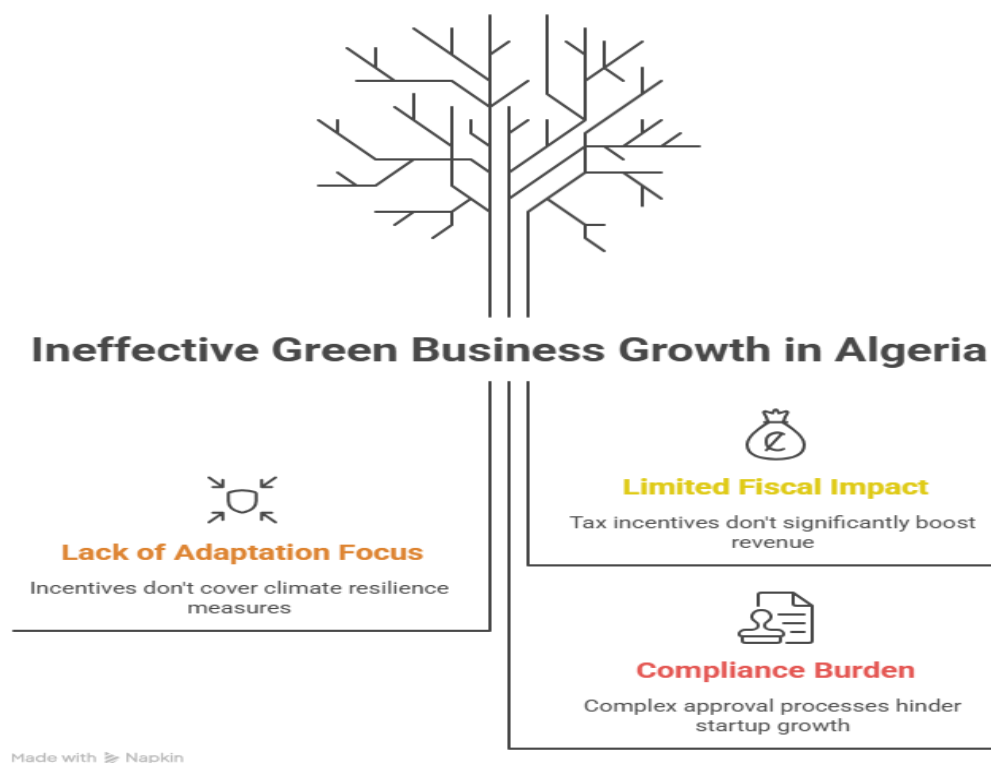 Ineffective Green Business Growth in Algeria
Lack of Adaptation Focus
Incentives don't cover climate resilience
measures
Limited Fiscal Impact
Tax incentives don't significantly boost
revenue
Compliance Burden
Complex approval processes hinder
startup growth
Made with Napkin